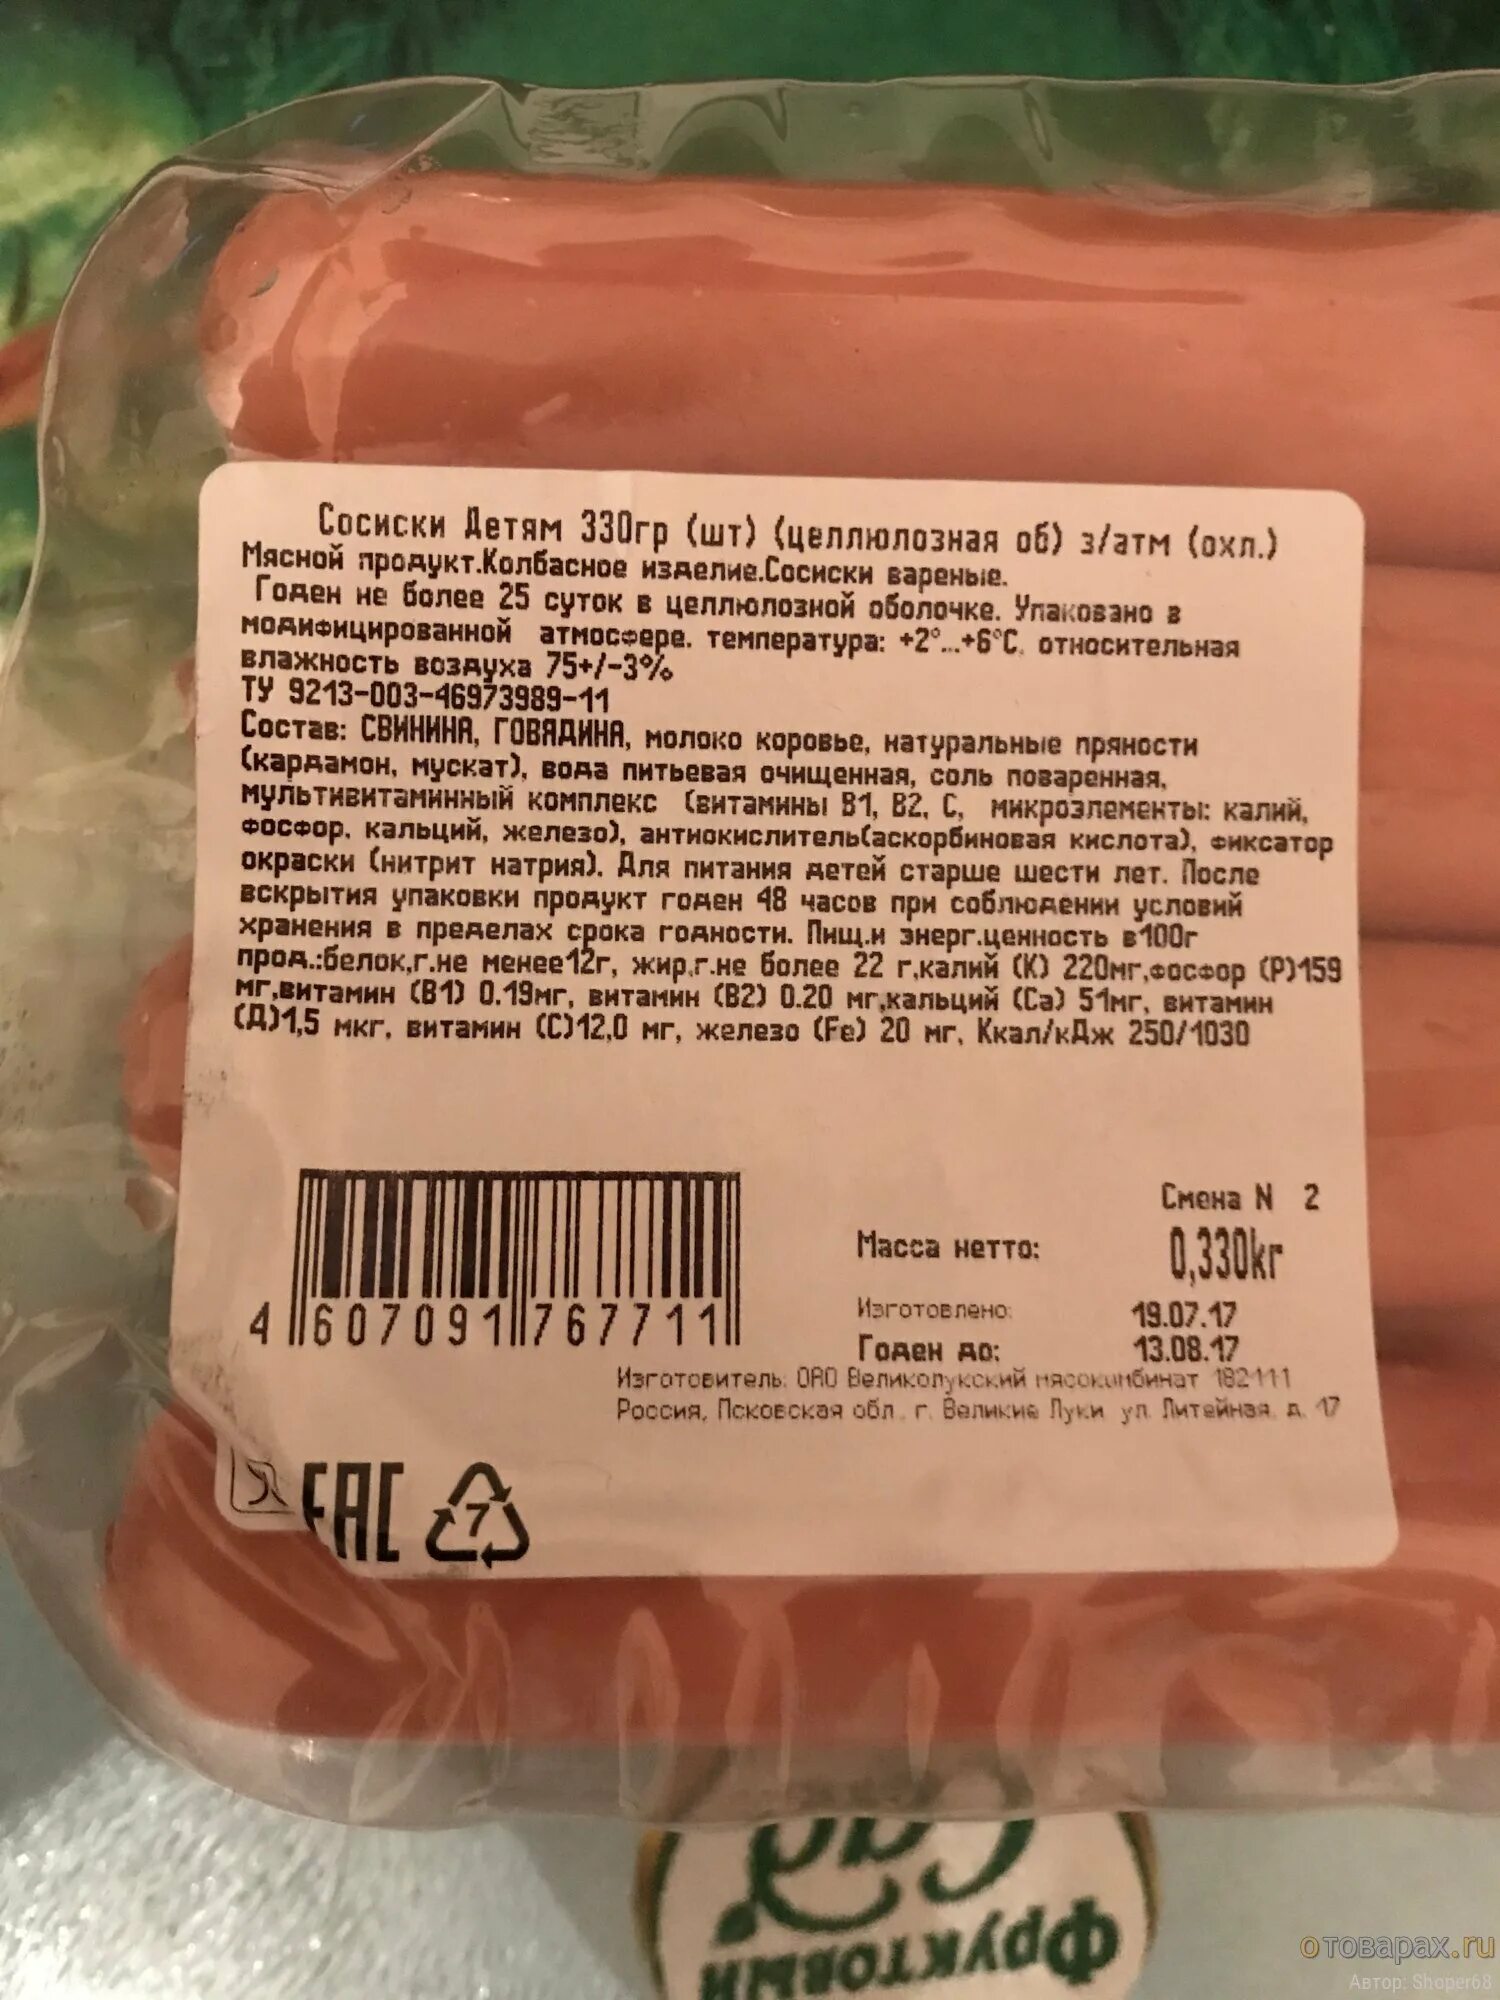 Сосиски Детям 330гр (шт) (целлюлозная об) з/атм (охл.)
Мясной продукт.Колбасное изделие.Сосиски вареные.
Годен не более 25 суток в целлюлозной оболочке. Упаковано в
модифицированной атмосфере. температура: +2°...+6°С. относительная
влажность воздуха 75+/-3%
ТУ 9213-003-46973989-11
Состав: СВИНИНА, ГОВЯДИНА, молоко коровье, натуральные пряности
(кардамон, мускат), вода питьевая очищенная, соль поваренная,
мультивитаминный комплекс (витамины В1, В2, С, микроэлементы: калий,
фосфор, кальций, железо), антиокислитель(аскорбиновая кислота), фиксатор
окраски (нитрит натрия). Для питания детей старше шести лет. После
вскрытия упаковки продукт годен 48 часов при соблюдении условий
хранения в пределах срока годности. Пищ.и энерг.ценность в100г
прод.:белок,г.не менее12г, жир,г.не более 22 г,калий (К) 220мг,фосфор (Р)159
мг,витамин (В1) 0.19мг, витамин (В2) 0.20 мг,кальций (Са) 51мг, витамин
(Д)1,5 мкг, витамин (С)12,0 мг, железо (Fe) 20 мг, Ккал/кДж 250/1030
Смена N 2
Масса нетто: 0,330кг
Изготовлено: 19.07.17
Годен до: 13.08.17
4 607091 767711
Изготовитель: ОАО Великолукский мясокомбинат 182111
Россия, Псковская обл. г. Великие Луки ул. Литейная, д. 17
ЕАС
7
Фруктовый
Сад
отоварах.ru
Автор: Shoper68